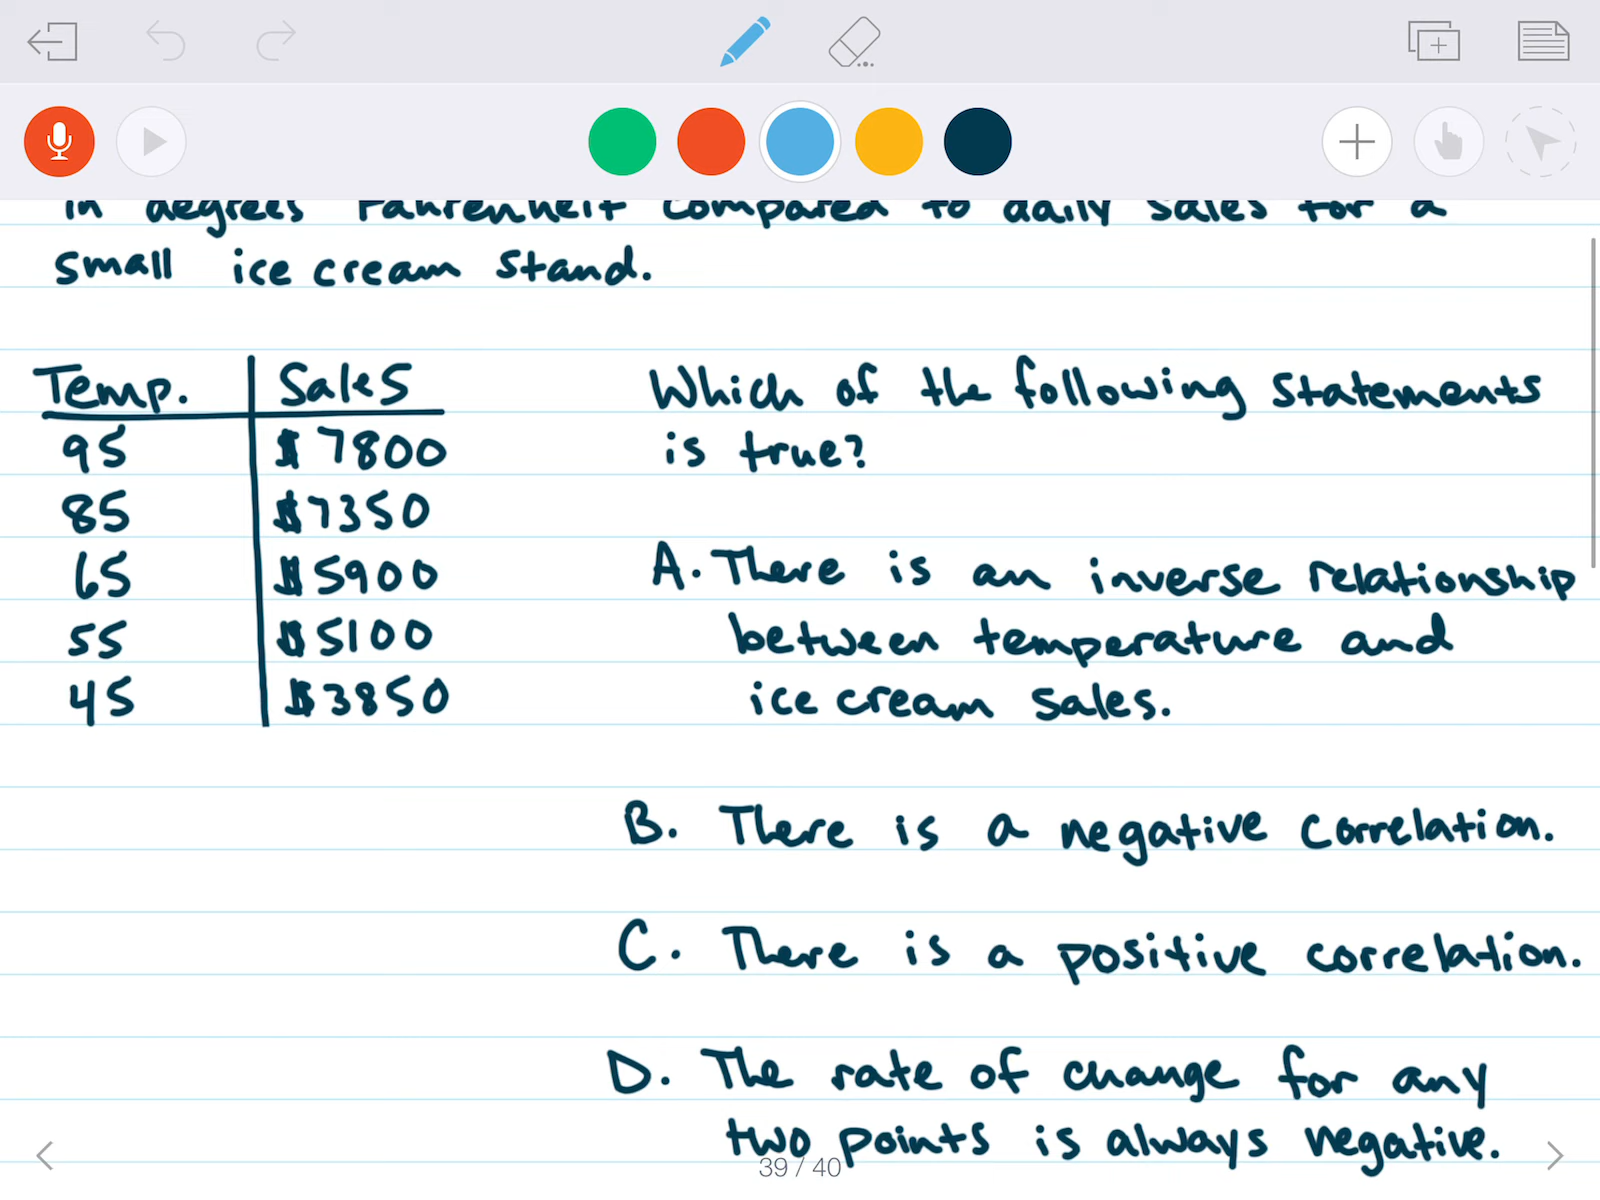 in degrees Fahrenheit compared to daily sales for a
small ice cream stand.
Temp. Sales
95 $7800
85 $7350
65 $5900
55 $5100
45 $3850
Which of the following statements
is true?
A. There is an inverse relationship
between temperature and
ice cream sales.
B. There is a negative correlation.
C. There is a positive correlation.
D. The rate of change for any
two points is always negative.
39 / 40